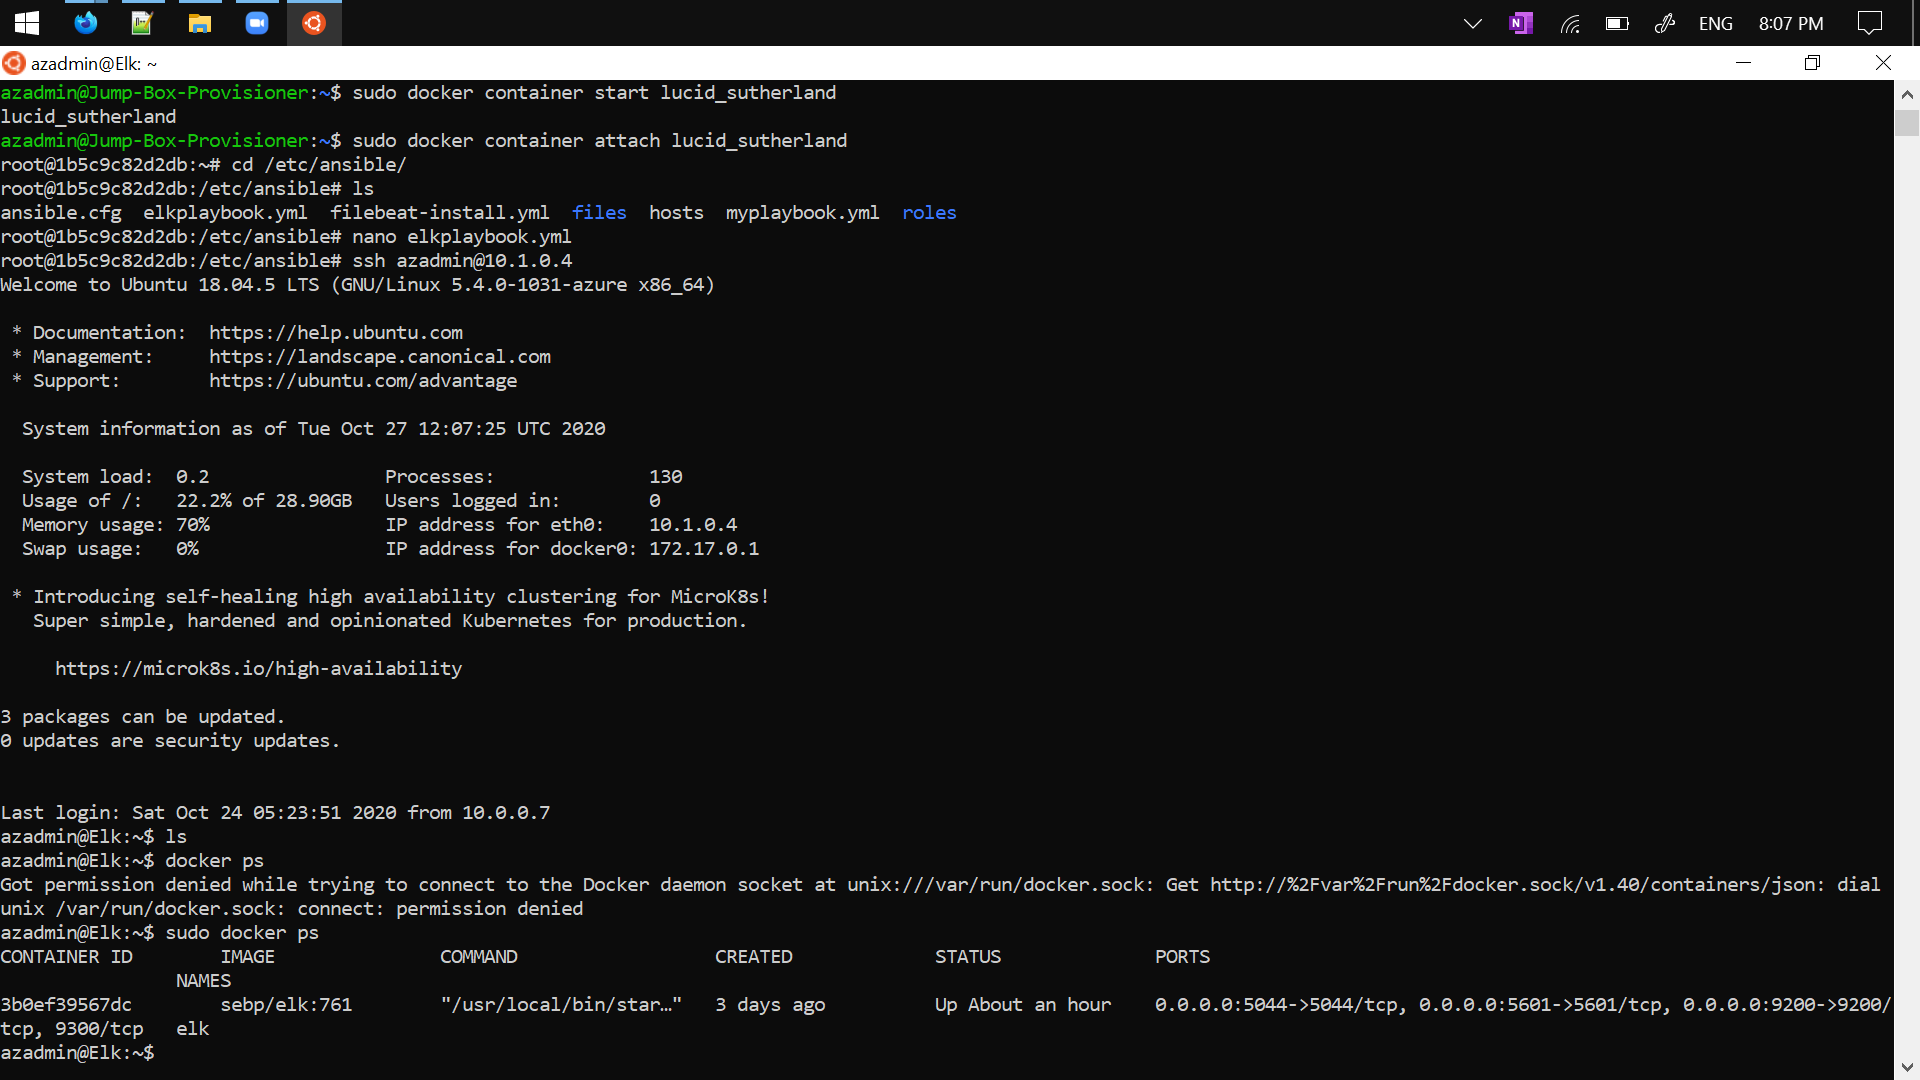 N
ENG
8:07 PM
azadmin@Elk: ~
azadmin@Jump-Box-Provisioner:~$ sudo docker container start lucid_sutherland
lucid_sutherland
azadmin@Jump-Box-Provisioner:~$ sudo docker container attach lucid_sutherland
root@1b5c9c82d2db:~# cd /etc/ansible/
root@1b5c9c82d2db:/etc/ansible# ls
ansible.cfg  elkplaybook.yml  filebeat-install.yml  files  hosts  myplaybook.yml  roles
root@1b5c9c82d2db:/etc/ansible# nano elkplaybook.yml
root@1b5c9c82d2db:/etc/ansible# ssh azadmin@10.1.0.4
Welcome to Ubuntu 18.04.5 LTS (GNU/Linux 5.4.0-1031-azure x86_64)
 * Documentation:  https://help.ubuntu.com
 * Management:     https://landscape.canonical.com
 * Support:        https://ubuntu.com/advantage
  System information as of Tue Oct 27 12:07:25 UTC 2020
  System load:  0.2                Processes:              130
  Usage of /:   22.2% of 28.90GB   Users logged in:        0
  Memory usage: 70%                IP address for eth0:    10.1.0.4
  Swap usage:   0%                 IP address for docker0: 172.17.0.1
 * Introducing self-healing high availability clustering for MicroK8s!
   Super simple, hardened and opinionated Kubernetes for production.
     https://microk8s.io/high-availability
3 packages can be updated.
0 updates are security updates.
Last login: Sat Oct 24 05:23:51 2020 from 10.0.0.7
azadmin@Elk:~$ ls
azadmin@Elk:~$ docker ps
Got permission denied while trying to connect to the Docker daemon socket at unix:///var/run/docker.sock: Get http://%2Fvar%2Frun%2Fdocker.sock/v1.40/containers/json: dial
unix /var/run/docker.sock: connect: permission denied
azadmin@Elk:~$ sudo docker ps
CONTAINER ID        IMAGE               COMMAND                  CREATED             STATUS              PORTS
                NAMES
3b0ef39567dc        sebp/elk:761        "/usr/local/bin/star…"   3 days ago          Up About an hour    0.0.0.0:5044->5044/tcp, 0.0.0.0:5601->5601/tcp, 0.0.0.0:9200->9200/
tcp, 9300/tcp   elk
azadmin@Elk:~$